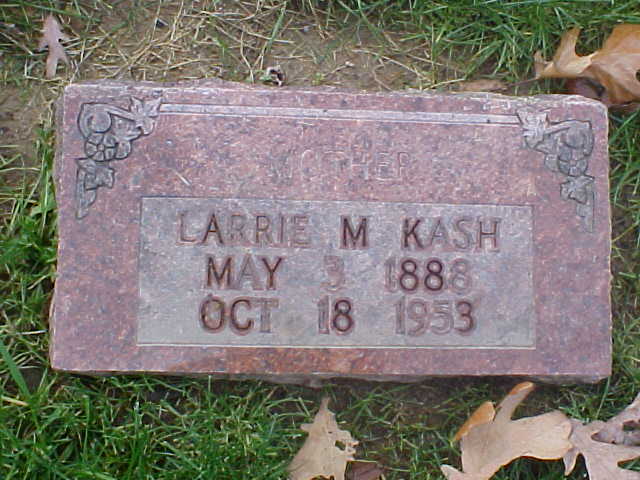 MOTHER
LARRIE M KASH
MAY 3 1888
OCT 18 1953